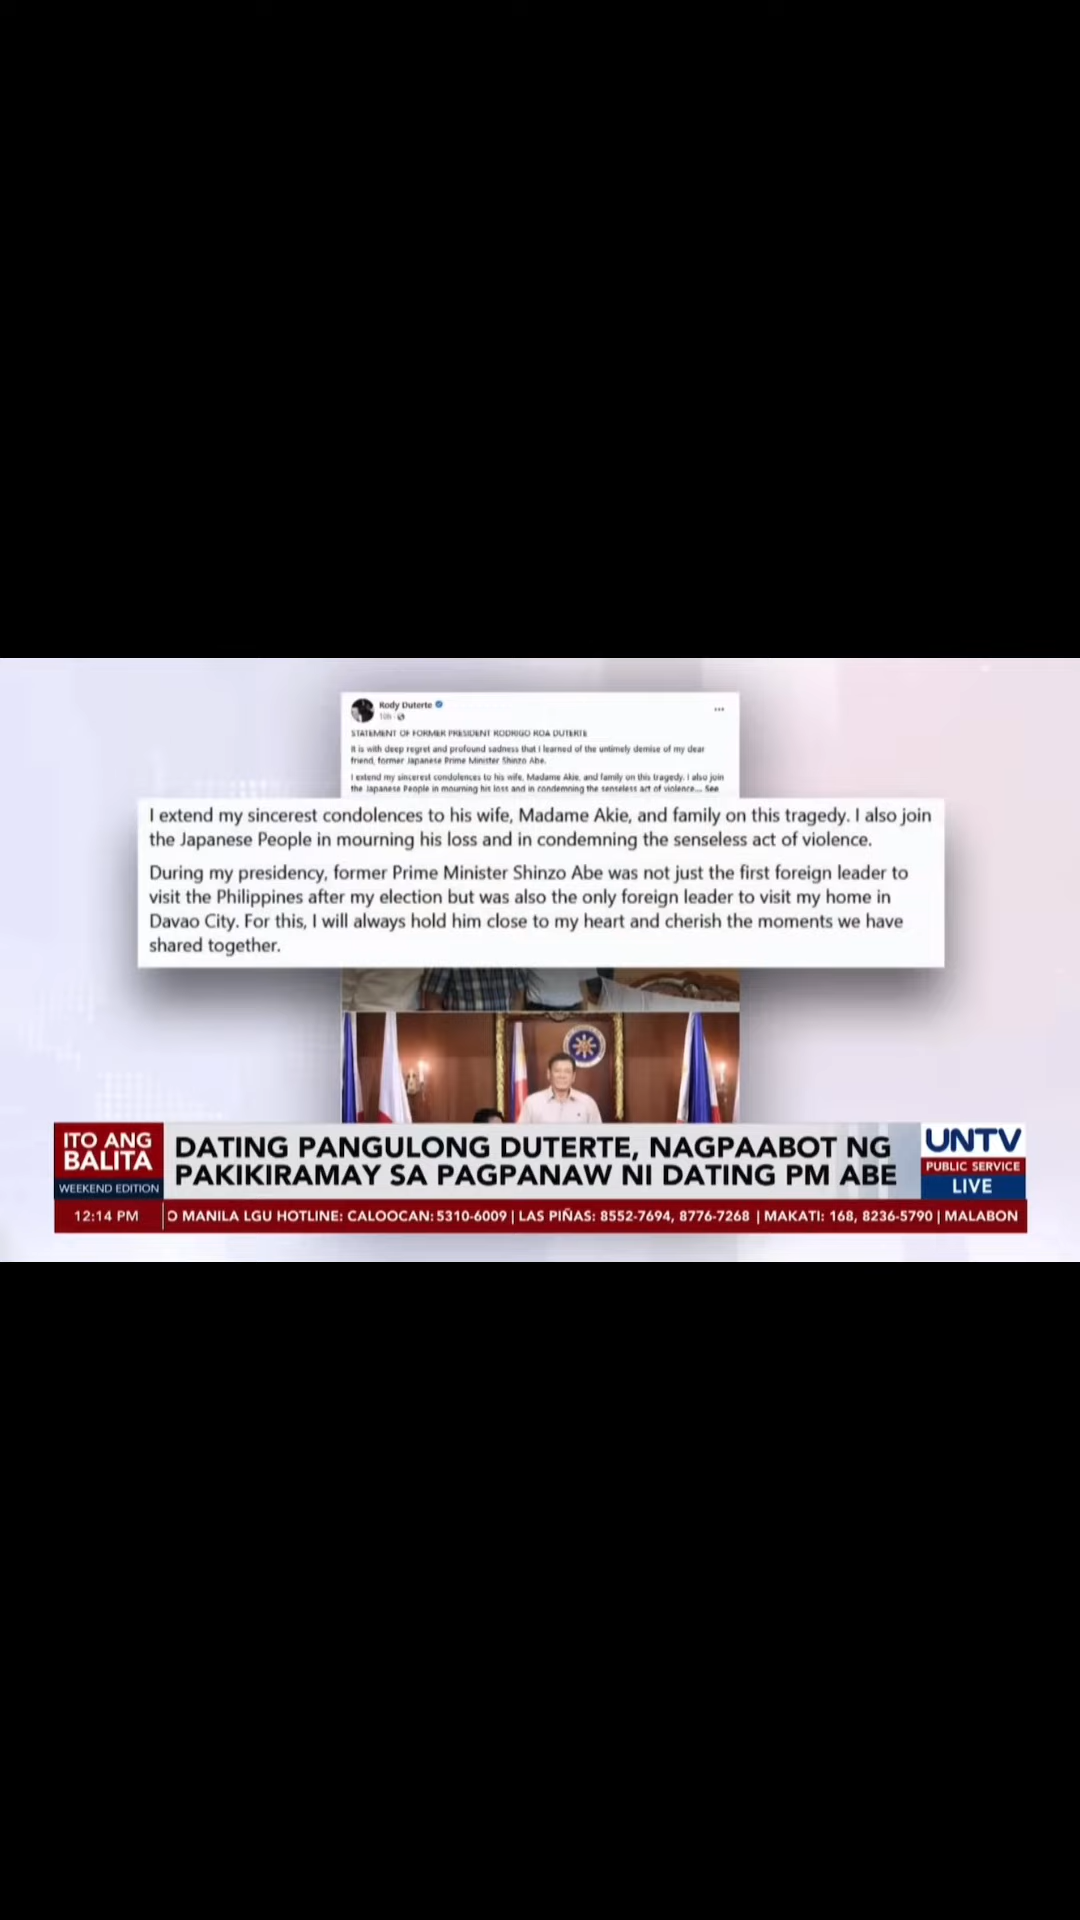 Rody Duterte
STATEMENT OF FORMER PRESIDENT RODRIGO ROA DUTERTE
It is with deep regret and profound sadness that I learned of the untimely demise of my dear
friend, former Japanese Prime Minister Shinzo Abe.
I extend my sincerest condolences to his wife, Madame Akie, and family on this tragedy. I also join
the Japanese People in mourning his loss and in condemning the senseless act of violence... See
I extend my sincerest condolences to his wife, Madame Akie, and family on this tragedy. I also join
the Japanese People in mourning his loss and in condemning the senseless act of violence.
During my presidency, former Prime Minister Shinzo Abe was not just the first foreign leader to
visit the Philippines after my election but was also the only foreign leader to visit my home in
Davao City. For this, I will always hold him close to my heart and cherish the moments we have
shared together.
ITO ANG
BALITA
WEEKEND EDITION
DATING PANGULONG DUTERTE, NAGPAABOT NG
PAKIKIRAMAY SA PAGPANAW NI DATING PM ABE
UNTV
PUBLIC SERVICE
LIVE
12:14 PM
O MANILA LGU HOTLINE: CALOOCAN: 5310-6009 | LAS PIÑAS: 8552-7694, 8776-7268 | MAKATI: 168, 8236-5790 | MALABON